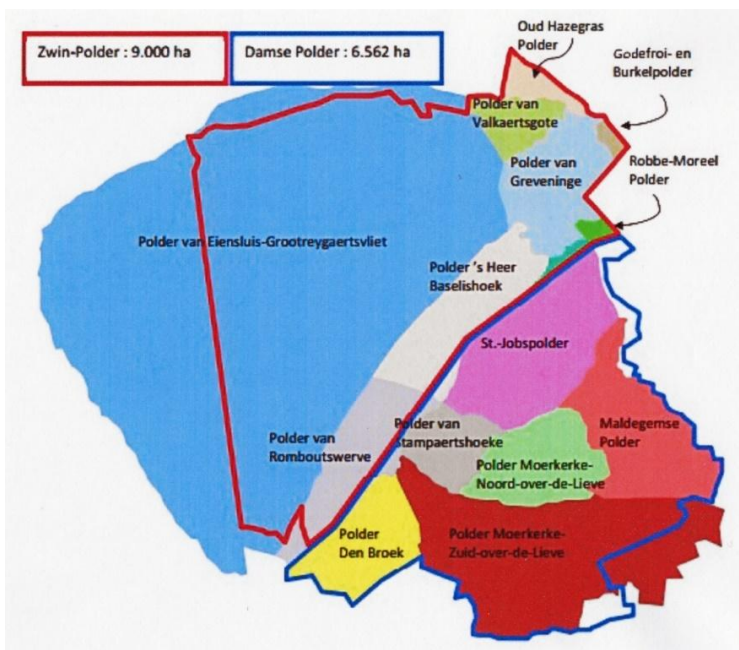 Zwin-Polder : 9.000 ha
Damse Polder : 6.562 ha
Oud Hazegras
Polder
Godefroi- en
Burkelpolder
Polder van
Valkaertsgote
Polder van
Greveninge
Robbe-Moreel
Polder
Polder van Eiensluis-Grootreygaertsvliet
Polder 's Heer
Baselishoek
St.-Jobspolder
Polder van
Stampaertshoeke
Maldegemse
Polder
Polder van
Romboutswerve
Polder Moerkerke-
Noord-over-de-Lieve
Polder
Den Broek
Polder Moerkerke-
Zuid-over-de-Lieve